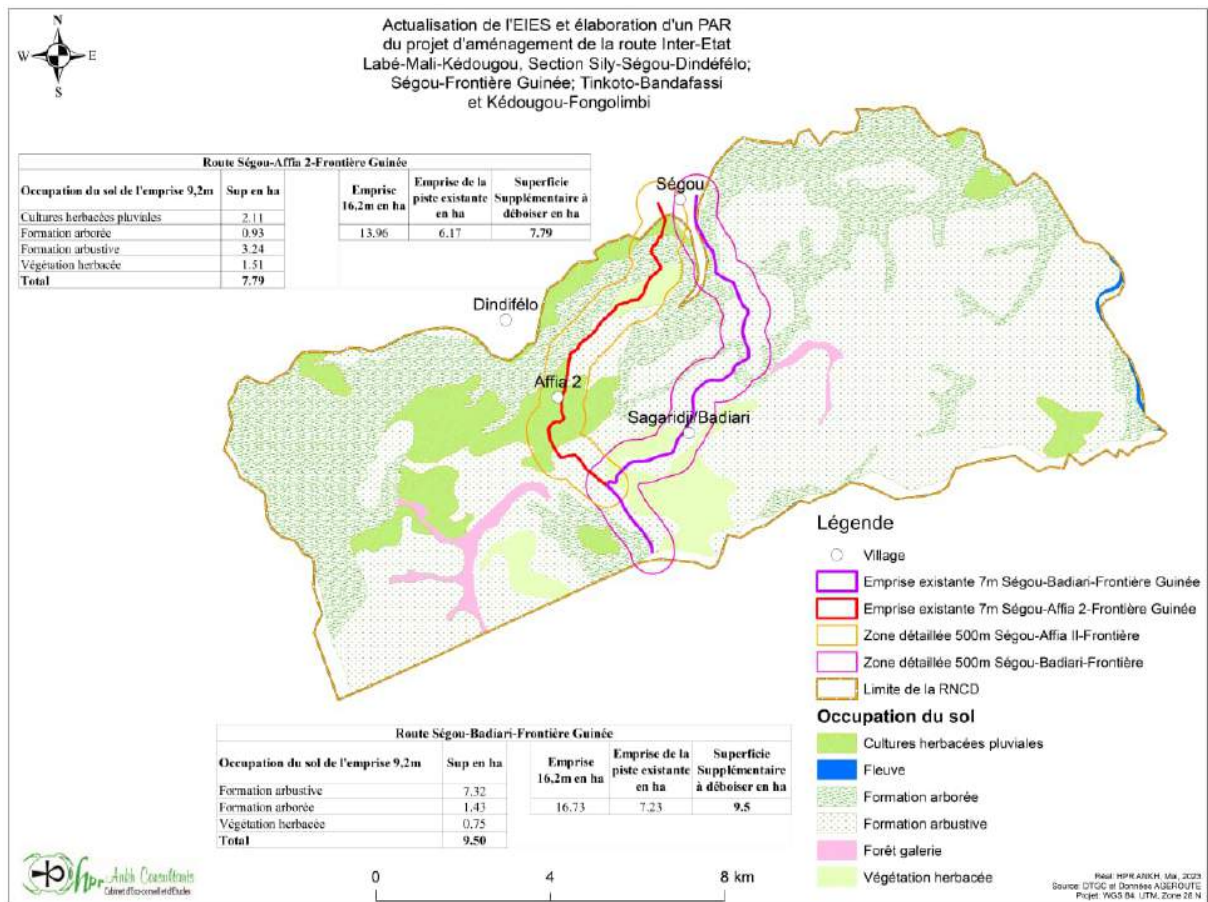 Actualisation de l'EIES et élaboration d'un PAR
du projet d'aménagement de la route Inter-Etat
Labé-Mali-Kédougou, Section Sily-Ségou-Dindéfélo;
Ségou-Frontière Guinée; Tinkoto-Bandafassi
et Kédougou-Fongolimbi
N
W E
S
Route Ségou-Affia 2-Frontière Guinée
Occupation du sol de l'emprise 9,2m Sup en ha Emprise 16,2m en ha Emprise de la piste existante en ha Superficie Supplémentaire à déboiser en ha
Cultures herbacées pluviales 2.11 13.96 6.17 7.79
Formation arborée 0.93
Formation arbustive 3.24
Végétation herbacée 1.51
Total 7.79
Ségou
Dindifélo
Affia 2
Sagaridji/Badiari
Légende
Village
Emprise existante 7m Ségou-Badiari-Frontière Guinée
Emprise existante 7m Ségou-Affia 2-Frontière Guinée
Zone détaillée 500m Ségou-Affia II-Frontière
Zone détaillée 500m Ségou-Badiari-Frontière
Limite de la RNCD
Occupation du sol
Cultures herbacées pluviales
Fleuve
Formation arborée
Formation arbustive
Forêt galerie
Végétation herbacée
Route Ségou-Badiari-Frontière Guinée
Occupation du sol de l'emprise 9,2m Sup en ha Emprise 16,2m en ha Emprise de la piste existante en ha Superficie Supplémentaire à déboiser en ha
Formation arbustive 7.32 16.73 7.23 9.5
Formation arborée 1.43
Végétation herbacée 0.75
Total 9.50
hpr Ankh Consultants
Cabinet d'Eco-conseil et d'Etudes
0 4 8 km
Réal: HPR ANKH, Mai, 2023
Source: DTGC et Données AGEROUTE
Projet: WGS 84, UTM, Zone 28 N